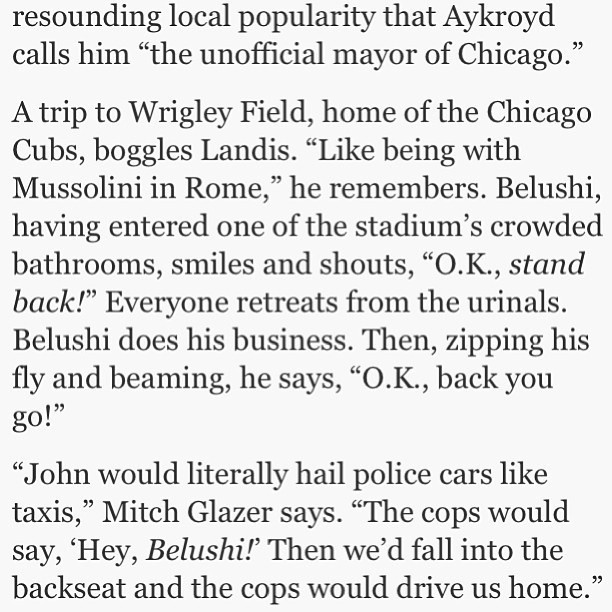 resounding local popularity that Aykroyd
calls him “the unofficial mayor of Chicago.”
A trip to Wrigley Field, home of the Chicago
Cubs, boggles Landis. “Like being with
Mussolini in Rome,” he remembers. Belushi,
having entered one of the stadium’s crowded
bathrooms, smiles and shouts, “O.K., stand
back!” Everyone retreats from the urinals.
Belushi does his business. Then, zipping his
fly and beaming, he says, “O.K., back you
go!”
“John would literally hail police cars like
taxis,” Mitch Glazer says. “The cops would
say, ‘Hey, Belushi!’ Then we’d fall into the
backseat and the cops would drive us home.”